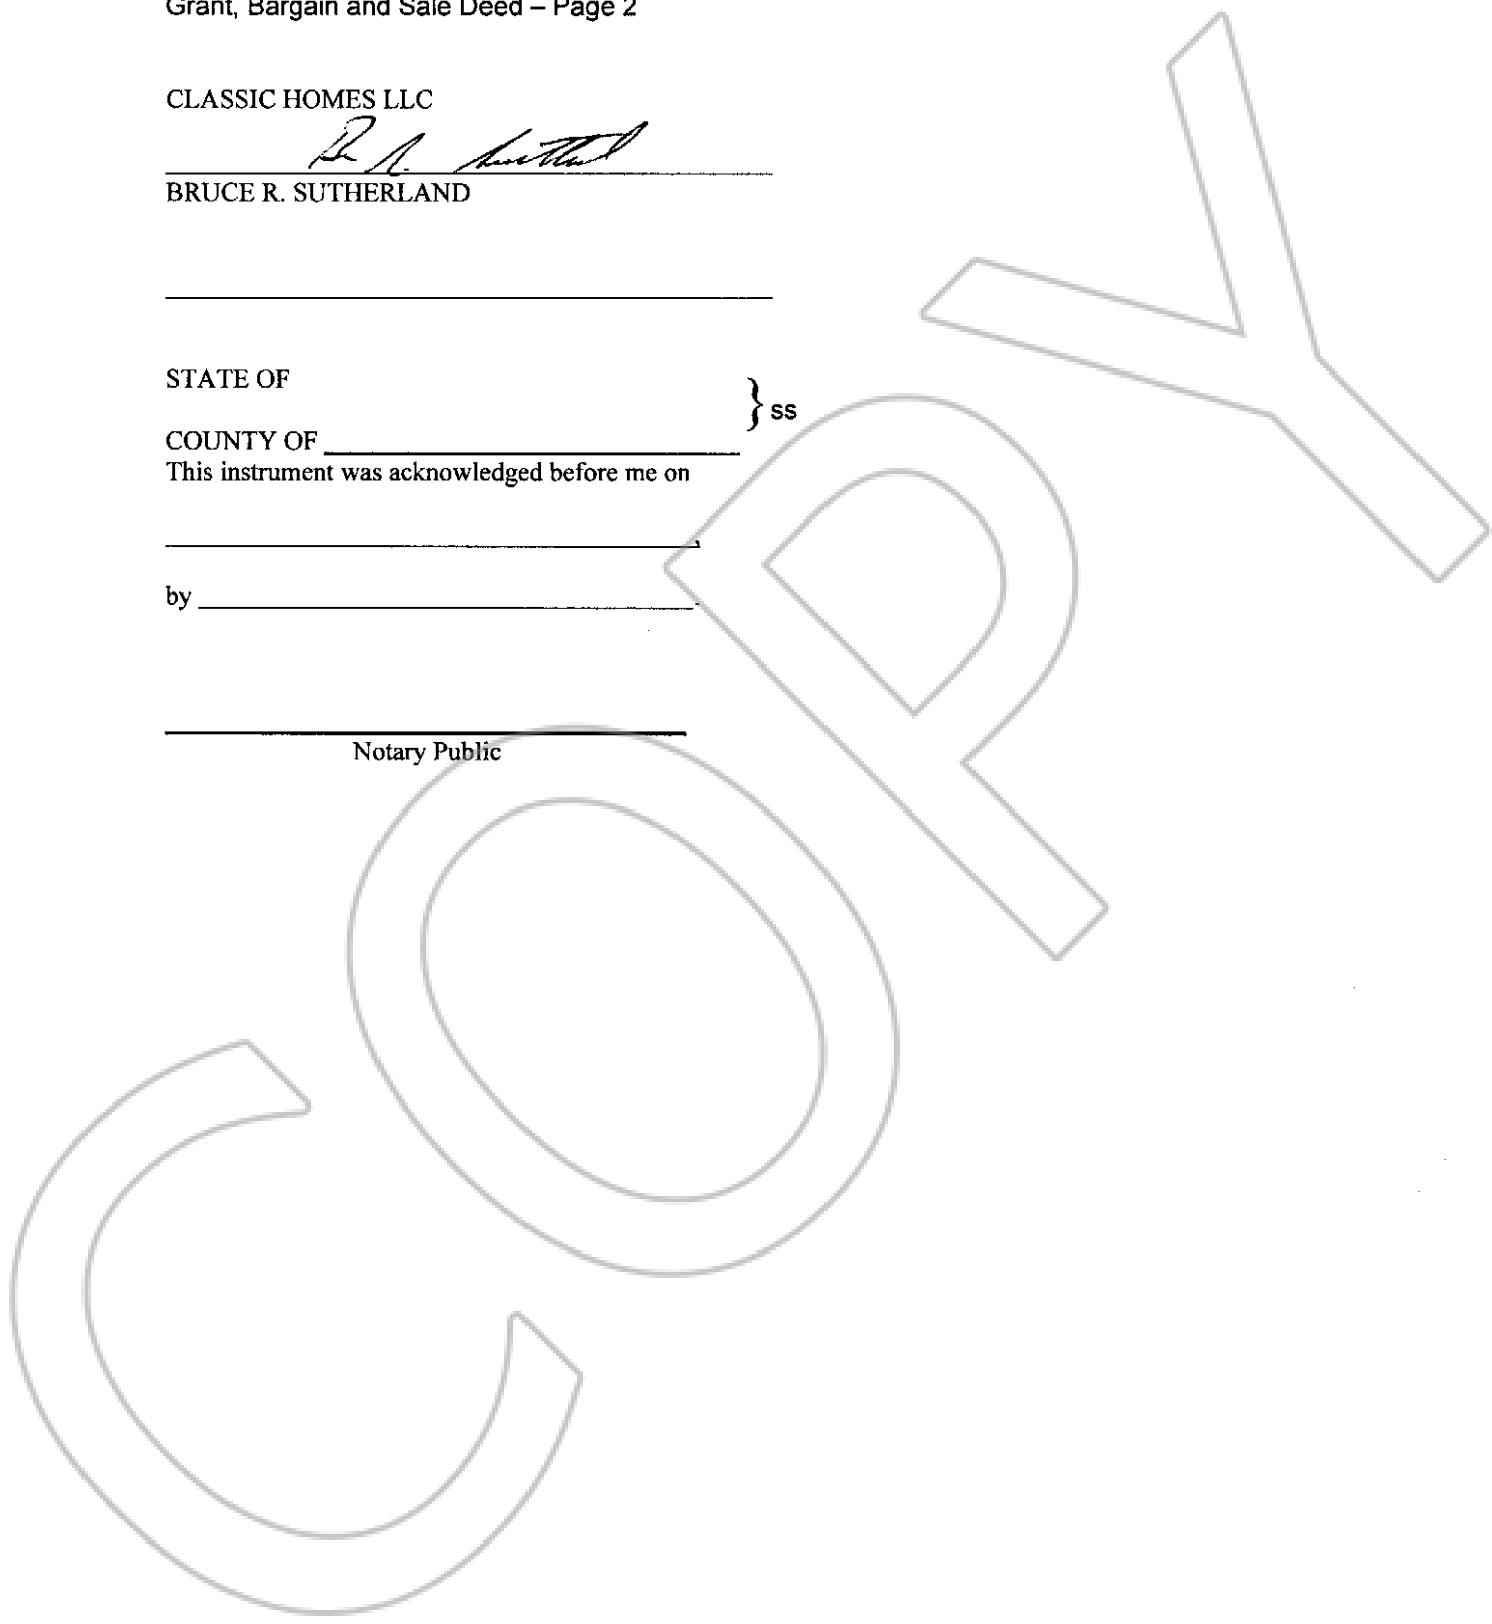 Grant, Bargain and Sale Deed – Page 2
CLASSIC HOMES LLC
BRUCE R. SUTHERLAND
STATE OF
} ss
COUNTY OF
This instrument was acknowledged before me on
,
by
.
Notary Public
COPY